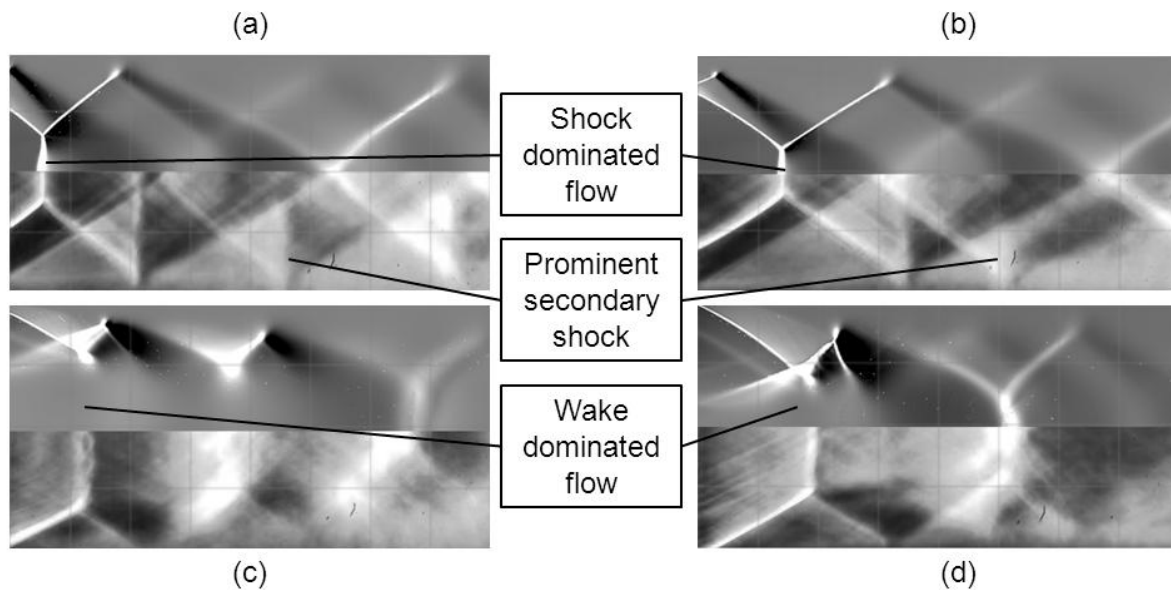 (a)
(b)
Shock
dominated
flow
Prominent
secondary
shock
Wake
dominated
flow
(c)
(d)